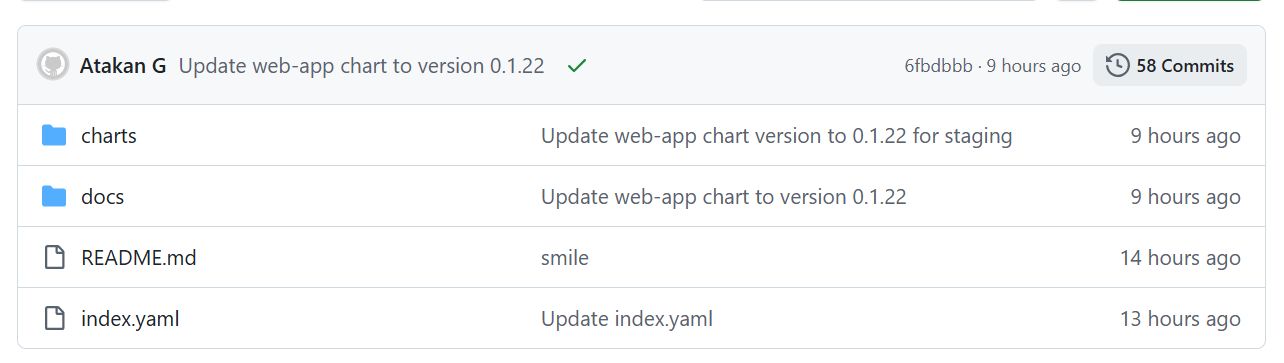 Atakan G Update web-app chart to version 0.1.22 6fbdbbb · 9 hours ago 58 Commits
charts Update web-app chart version to 0.1.22 for staging 9 hours ago
docs Update web-app chart to version 0.1.22 9 hours ago
README.md smile 14 hours ago
index.yaml Update index.yaml 13 hours ago